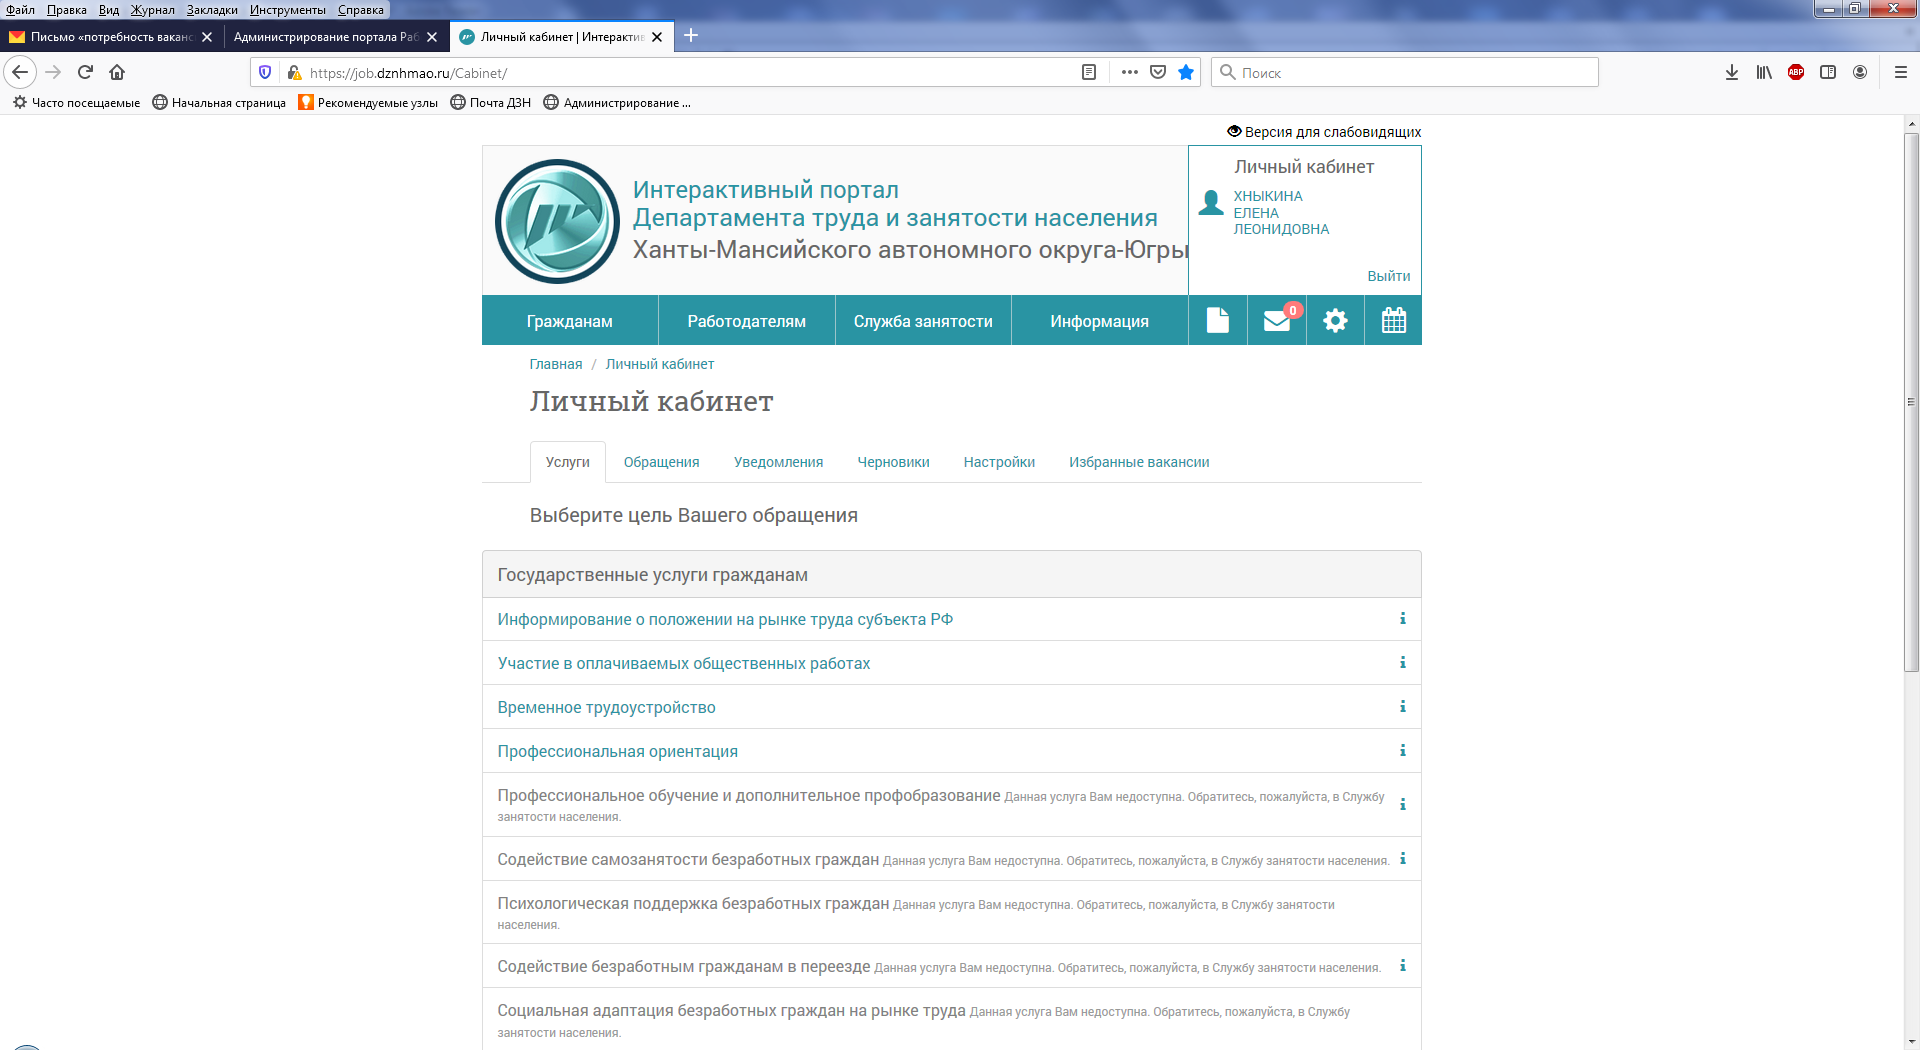 Файл Правка Вид Журнал Закладки Инструменты Справка
Письмо «потребность ваканс
Администрирование портала Раб
Личный кабинет | Интерактив
https://job.dznhmao.ru/Cabinet/
Поиск
ABP
Часто посещаемые Начальная страница Рекомендуемые узлы Почта ДЗН Администрирование ...
Версия для слабовидящих
Интерактивный портал
Департамента труда и занятости населения
Ханты-Мансийского автономного округа-Югры
Личный кабинет
ХНЫКИНА
ЕЛЕНА
ЛЕОНИДОВНА
Выйти
Гражданам Работодателям Служба занятости Информация 0
Главная / Личный кабинет
Личный кабинет
Услуги Обращения Уведомления Черновики Настройки Избранные вакансии
Выберите цель Вашего обращения
Государственные услуги гражданам
Информирование о положении на рынке труда субъекта РФ
Участие в оплачиваемых общественных работах
Временное трудоустройство
Профессиональная ориентация
Профессиональное обучение и дополнительное профобразование Данная услуга Вам недоступна. Обратитесь, пожалуйста, в Службу
занятости населения.
Содействие самозанятости безработных граждан Данная услуга Вам недоступна. Обратитесь, пожалуйста, в Службу занятости населения.
Психологическая поддержка безработных граждан Данная услуга Вам недоступна. Обратитесь, пожалуйста, в Службу занятости
населения.
Содействие безработным гражданам в переезде Данная услуга Вам недоступна. Обратитесь, пожалуйста, в Службу занятости населения.
Социальная адаптация безработных граждан на рынке труда Данная услуга Вам недоступна. Обратитесь, пожалуйста, в Службу
занятости населения.